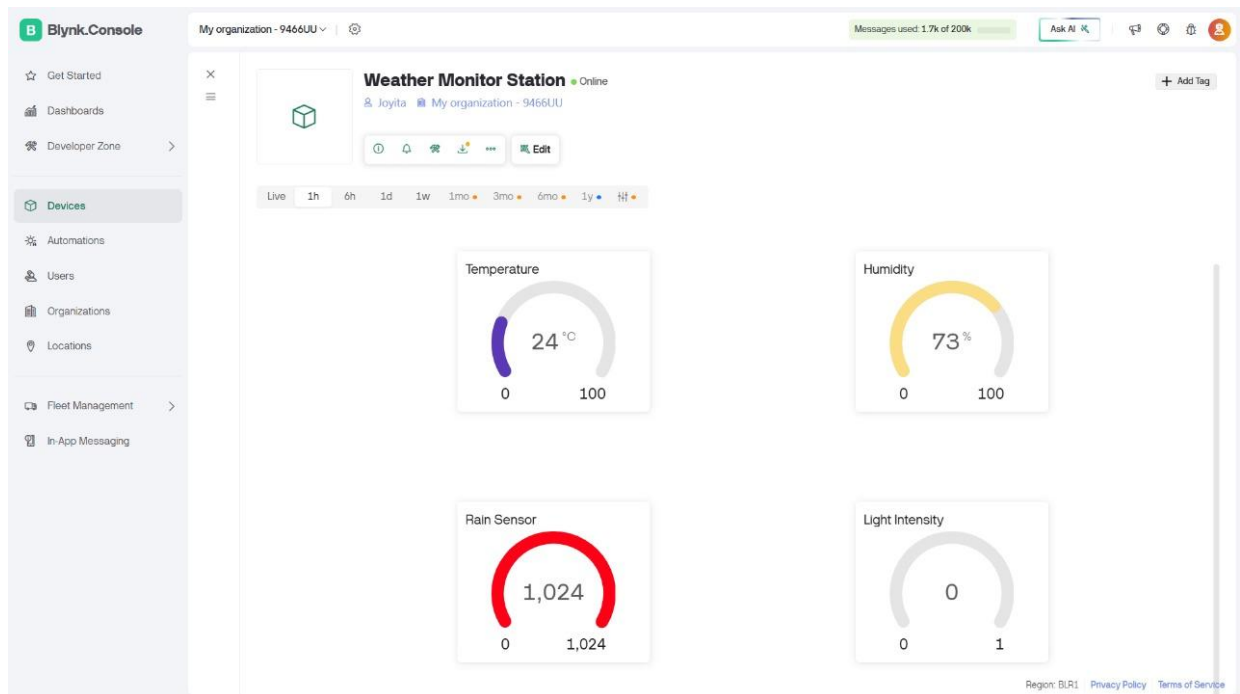 B Blynk.Console
My organization - 9466UU
Messages used: 1.7k of 200k
Ask AI
Get Started
Dashboards
Developer Zone
Devices
Automations
Users
Organizations
Locations
Fleet Management
In-App Messaging
Weather Monitor Station Online
Joyita My organization - 9466UU
Add Tag
Edit
Live 1h 6h 1d 1w 1mo 3mo 6mo 1y
Temperature
24 °C
0 100
Humidity
73 %
0 100
Rain Sensor
1,024
0 1,024
Light Intensity
0
0 1
Region: BLR1 Privacy Policy Terms of Service